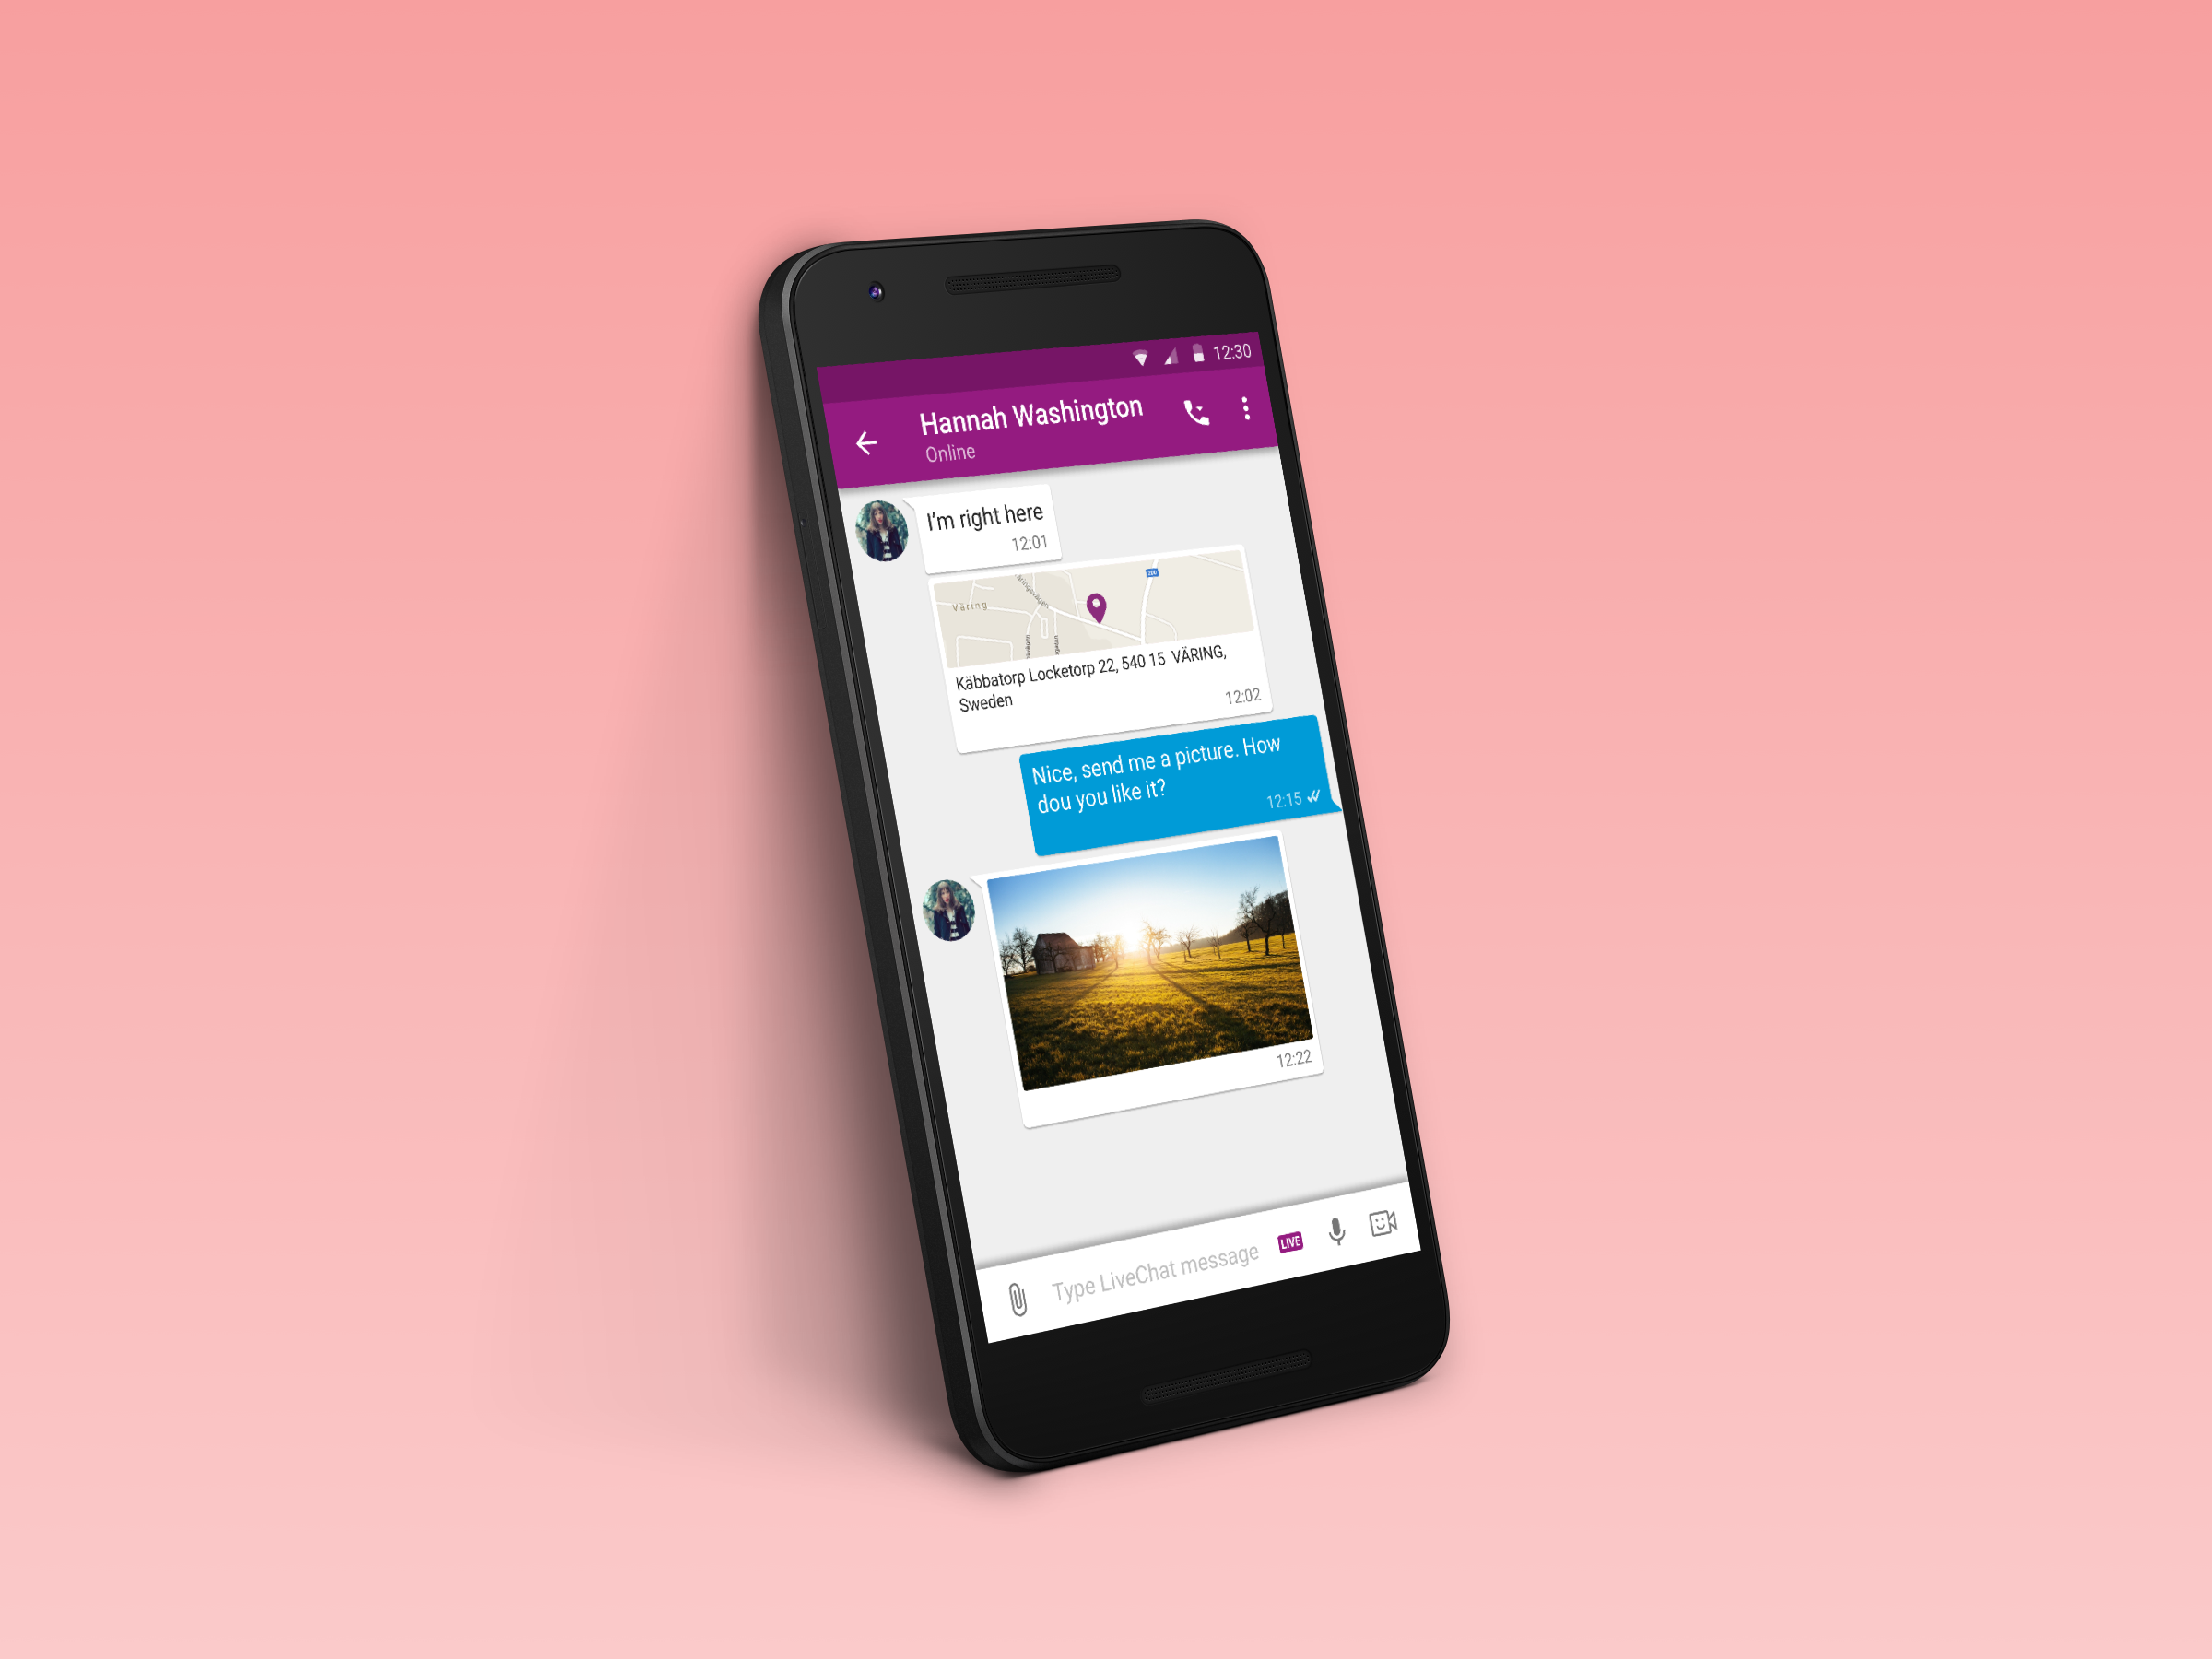 12:30
Hannah Washington
Online
I'm right here
12:01
Väring
200
Käbbatorp Locketorp 22, 540 15 VÄRING,
Sweden
12:02
Nice, send me a picture. How
dou you like it?
12:15
12:22
Type LiveChat message
LIVE